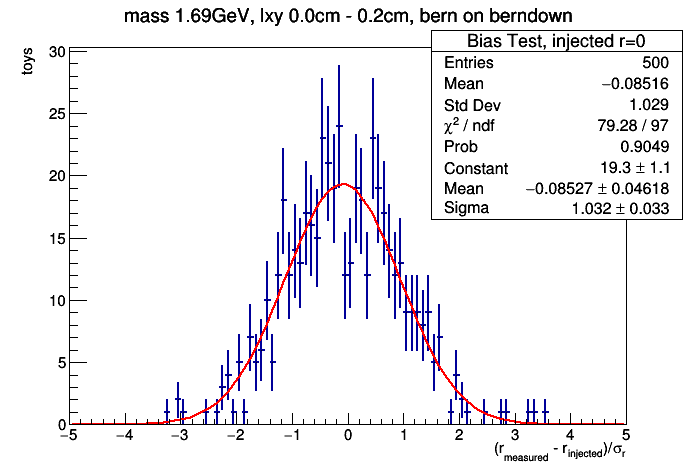 mass 1.69GeV, lxy 0.0cm - 0.2cm, bern on berndown
Bias Test, injected r=0
Entries 500
Mean −0.08516
Std Dev 1.029
χ² / ndf 79.28 / 97
Prob 0.9049
Constant 19.3 ± 1.1
Mean −0.08527 ± 0.04618
Sigma 1.032 ± 0.033
toys
30
25
20
15
10
5
0
−5 −4 −3 −2 −1 0 1 2 3 4 5
(r_measured - r_injected)/σ_r